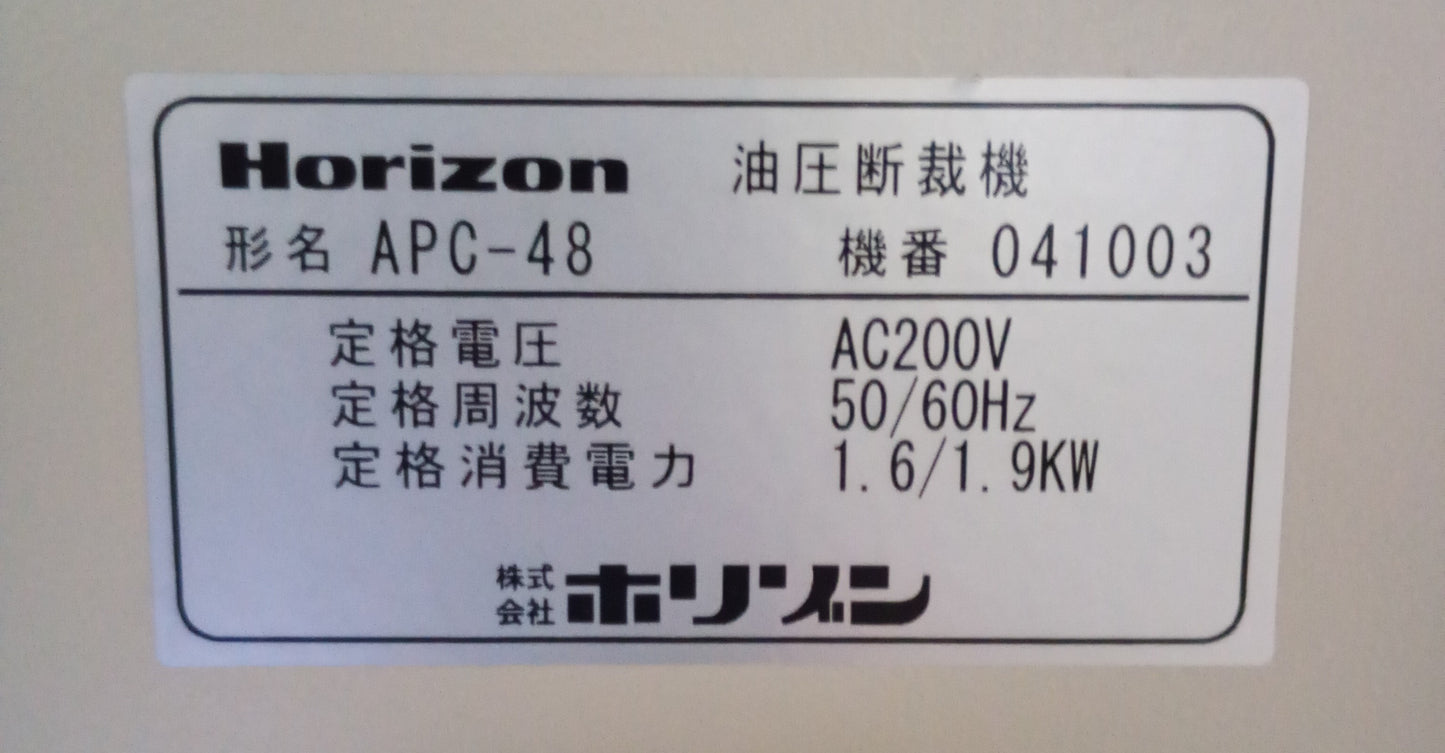 Horizon 油圧断裁機
形名 APC-48 機番 041003
定格電圧 AC200V
定格周波数 50/60Hz
定格消費電力 1.6/1.9KW
株式会社 ホリゾン